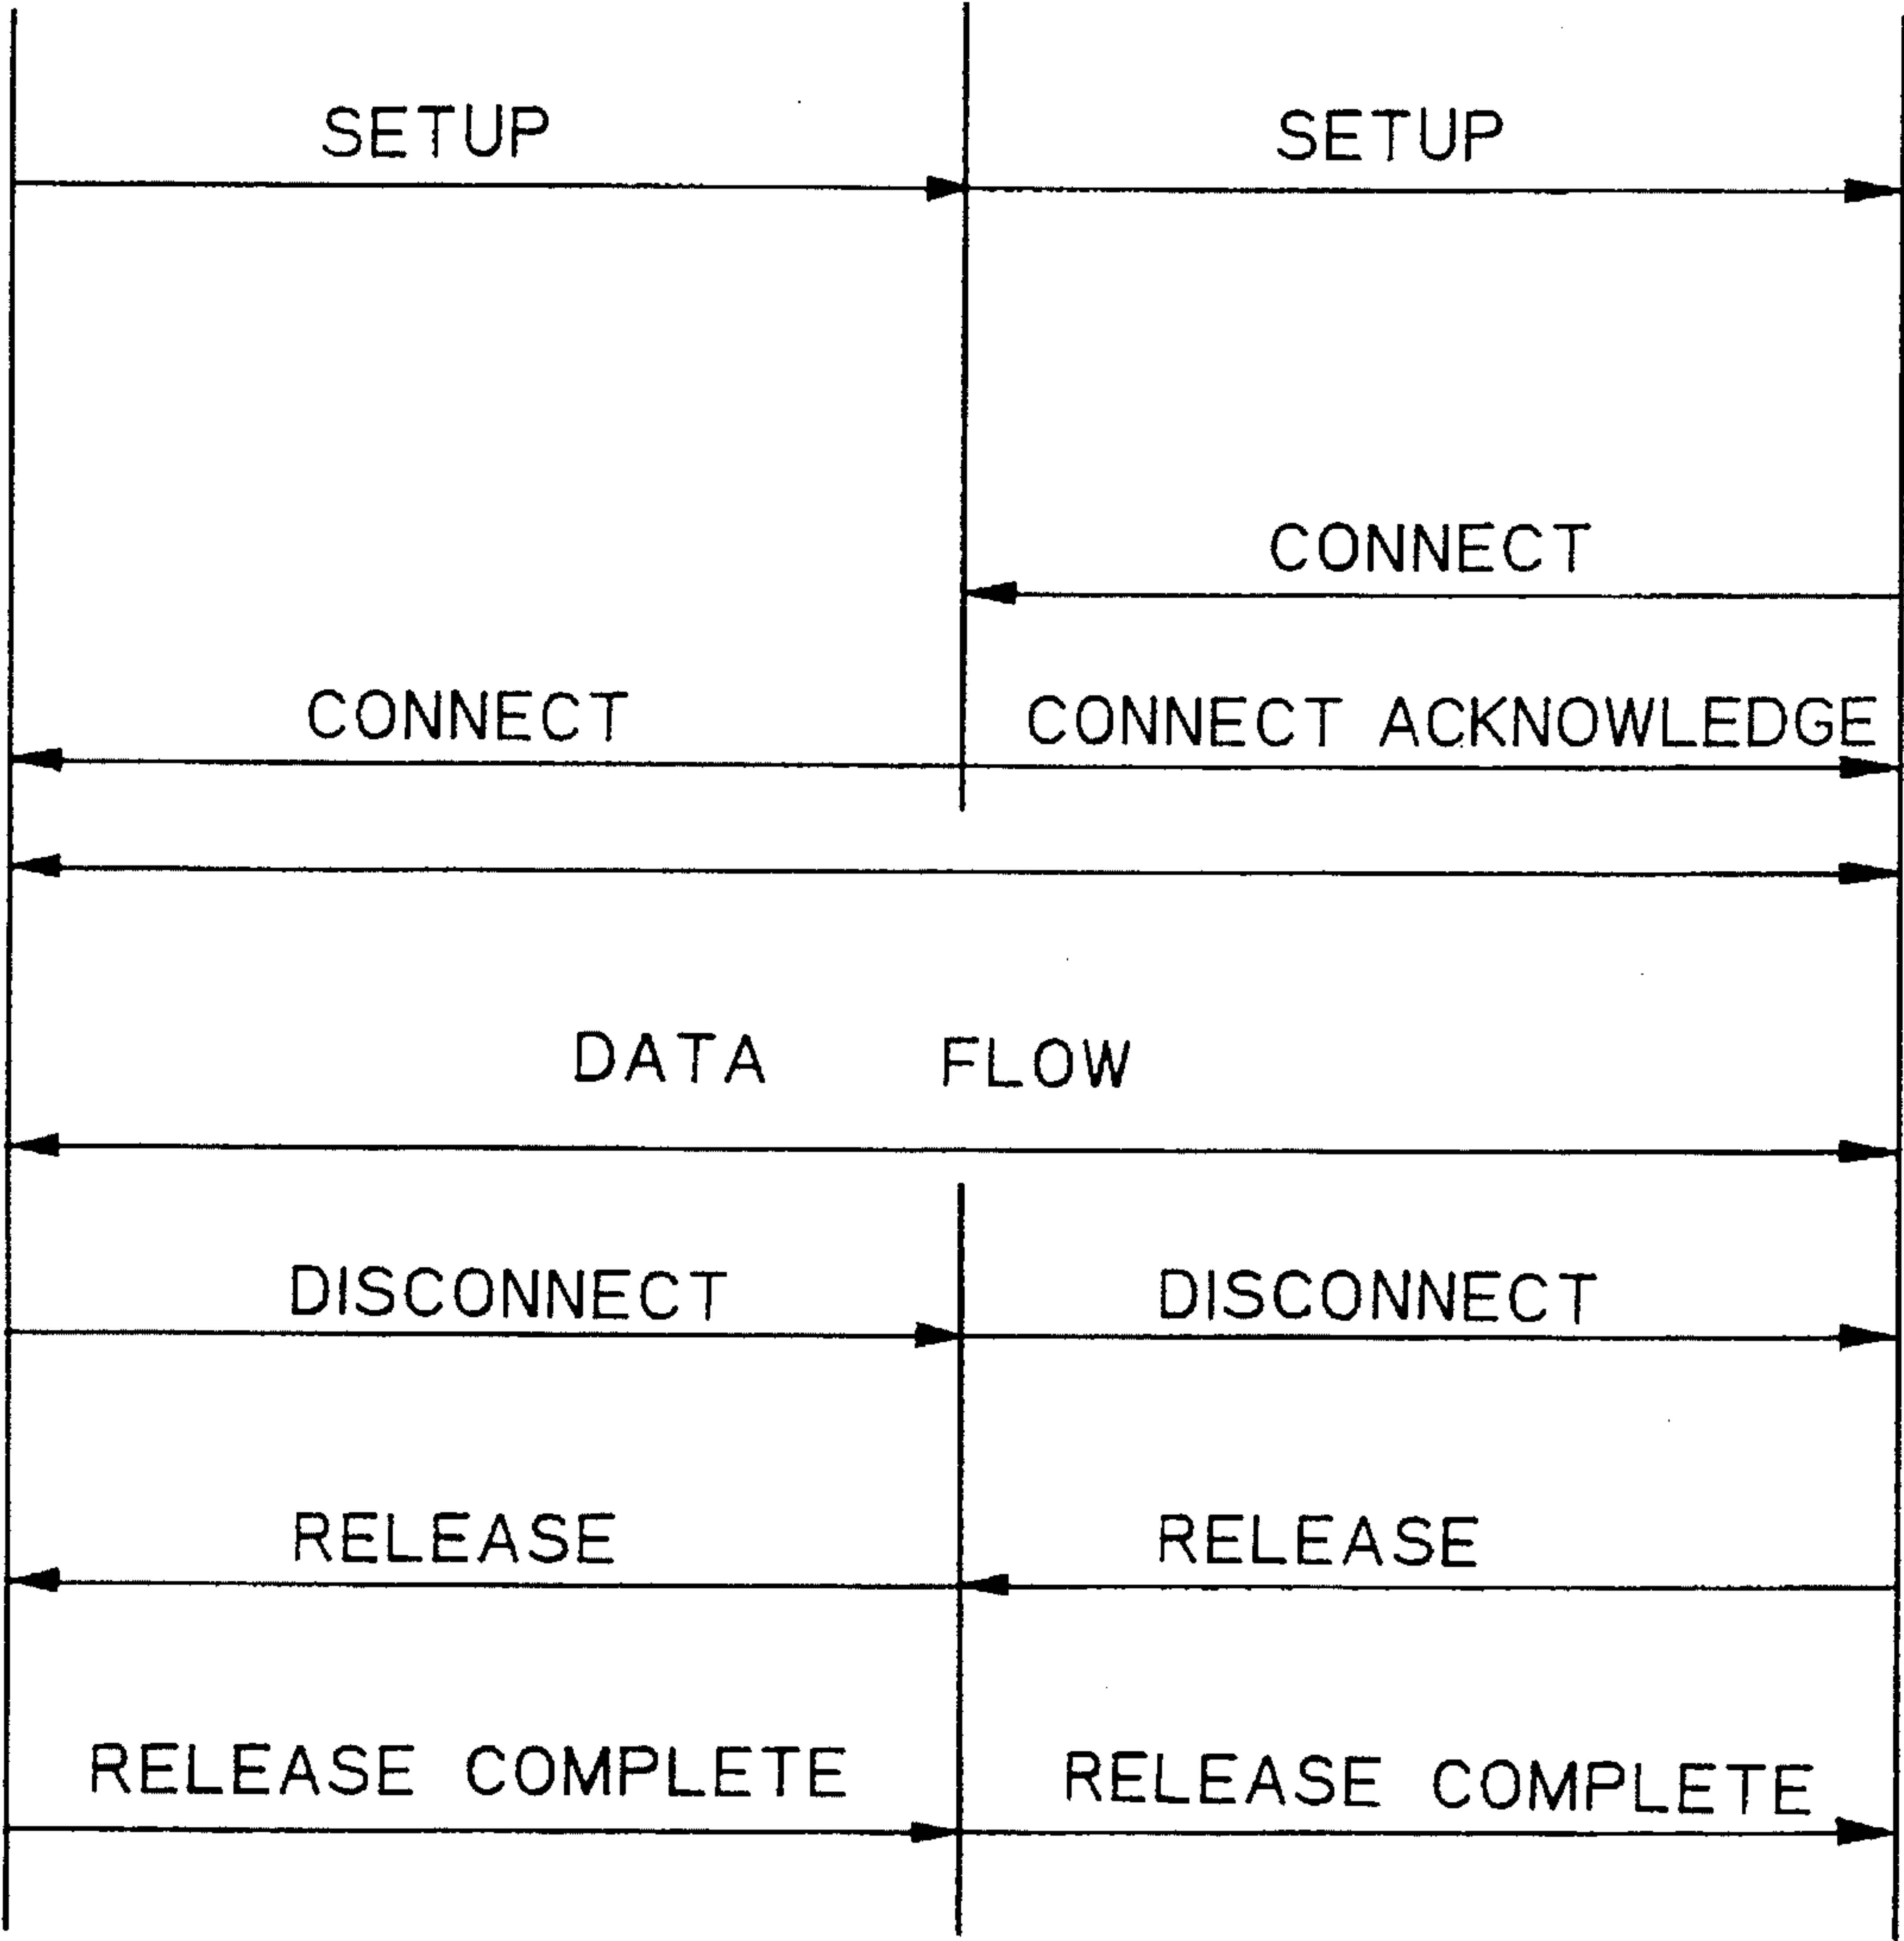 SETUP
SETUP
CONNECT
CONNECT
CONNECT ACKNOWLEDGE
DATA FLOW
DISCONNECT
DISCONNECT
RELEASE
RELEASE
RELEASE COMPLETE
RELEASE COMPLETE